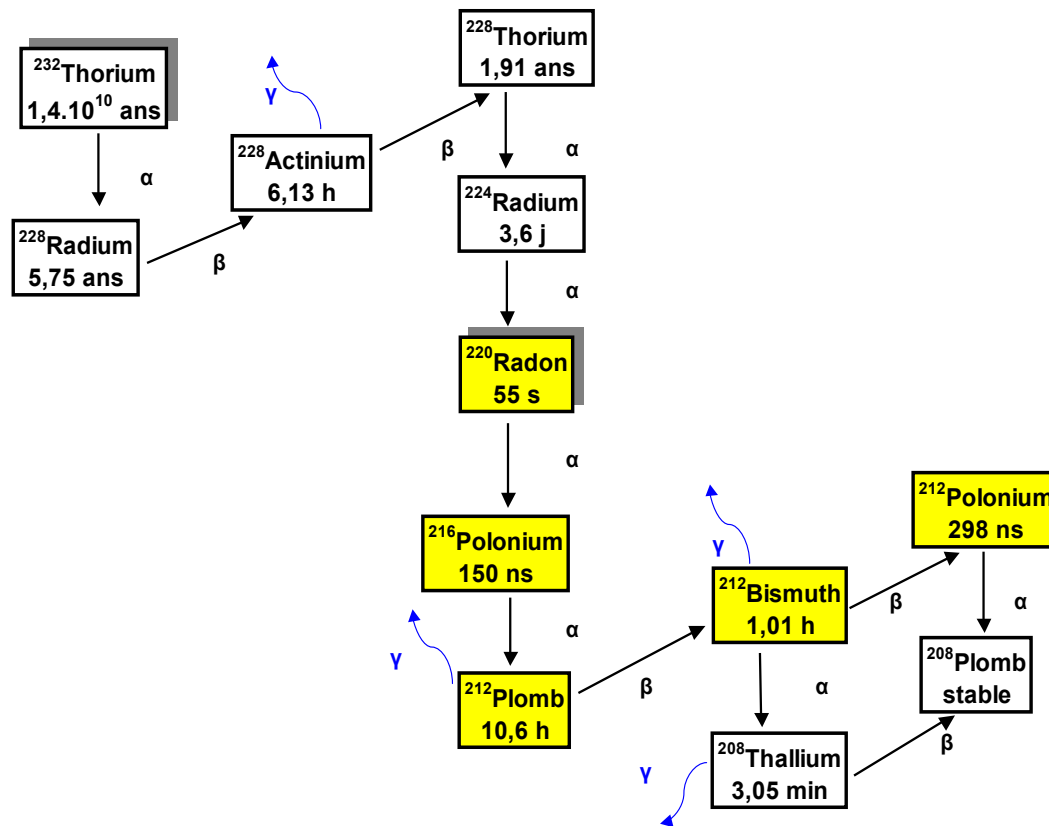 ²³²Thorium
1,4.10¹⁰ ans
α
²²⁸Radium
5,75 ans
β
γ
²²⁸Actinium
6,13 h
β
²²⁸Thorium
1,91 ans
α
²²⁴Radium
3,6 j
α
²²⁰Radon
55 s
α
²¹⁶Polonium
150 ns
α
γ
²¹²Plomb
10,6 h
β
γ
²¹²Bismuth
1,01 h
β
α
²¹²Polonium
298 ns
α
²⁰⁸Plomb
stable
γ
²⁰⁸Thallium
3,05 min
β